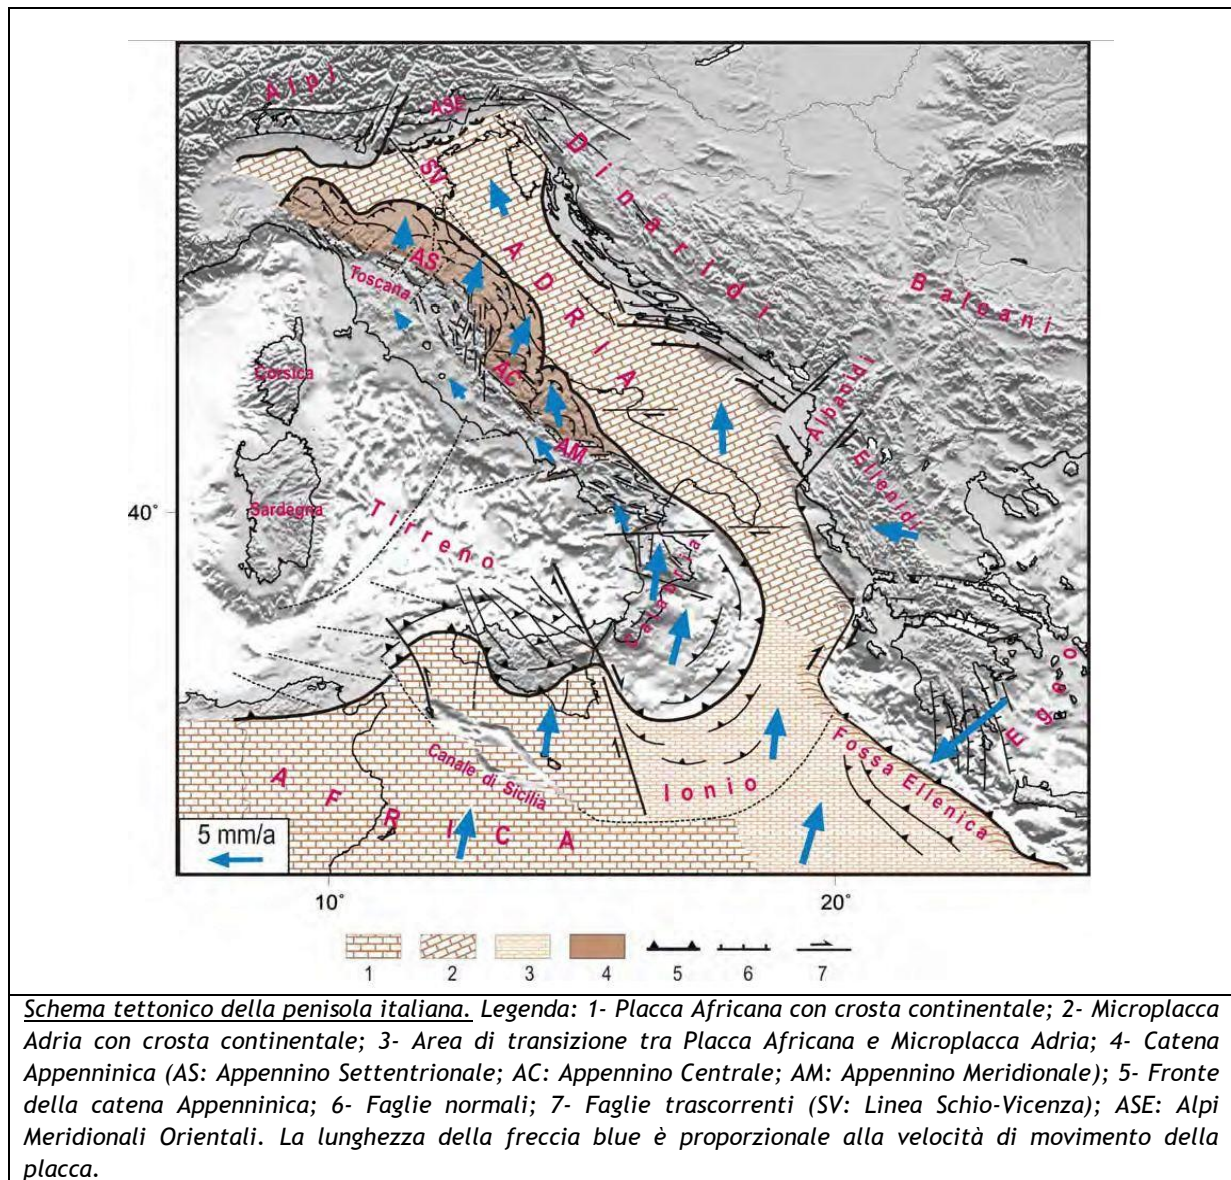 Alpi
ASE
SV
Dinaridi
ADRIA
AS
Toscana
Balcani
Corsica
AC
Albanidi
AM
Ellenidi
40°
Sardegna
Tirreno
Calabria
Egeo
Fossa Ellenica
Canale di Sicilia
Ionio
AFRICA
5 mm/a
10°
20°
1 2 3 4 5 6 7
Schema tettonico della penisola italiana. Legenda: 1- Placca Africana con crosta continentale; 2- Microplacca
Adria con crosta continentale; 3- Area di transizione tra Placca Africana e Microplacca Adria; 4- Catena
Appenninica (AS: Appennino Settentrionale; AC: Appennino Centrale; AM: Appennino Meridionale); 5- Fronte
della catena Appenninica; 6- Faglie normali; 7- Faglie trascorrenti (SV: Linea Schio-Vicenza); ASE: Alpi
Meridionali Orientali. La lunghezza della freccia blue è proporzionale alla velocità di movimento della
placca.